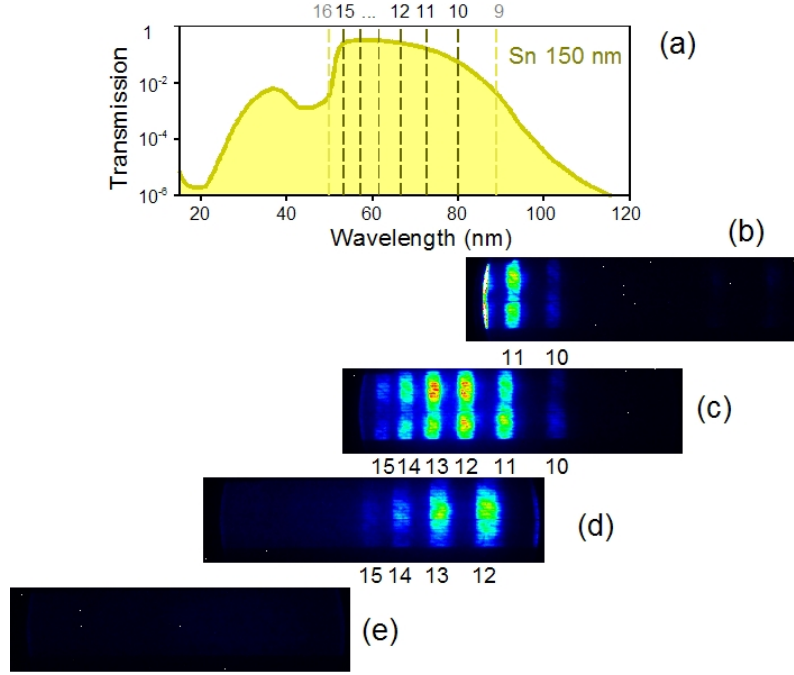 16 15 ... 12 11 10 9
1
10-2
10-4
10-6
Transmission
Sn 150 nm
(a)
20 40 60 80 100 120
Wavelength (nm)
(b)
11 10
(c)
15 14 13 12 11 10
(d)
15 14 13 12
(e)